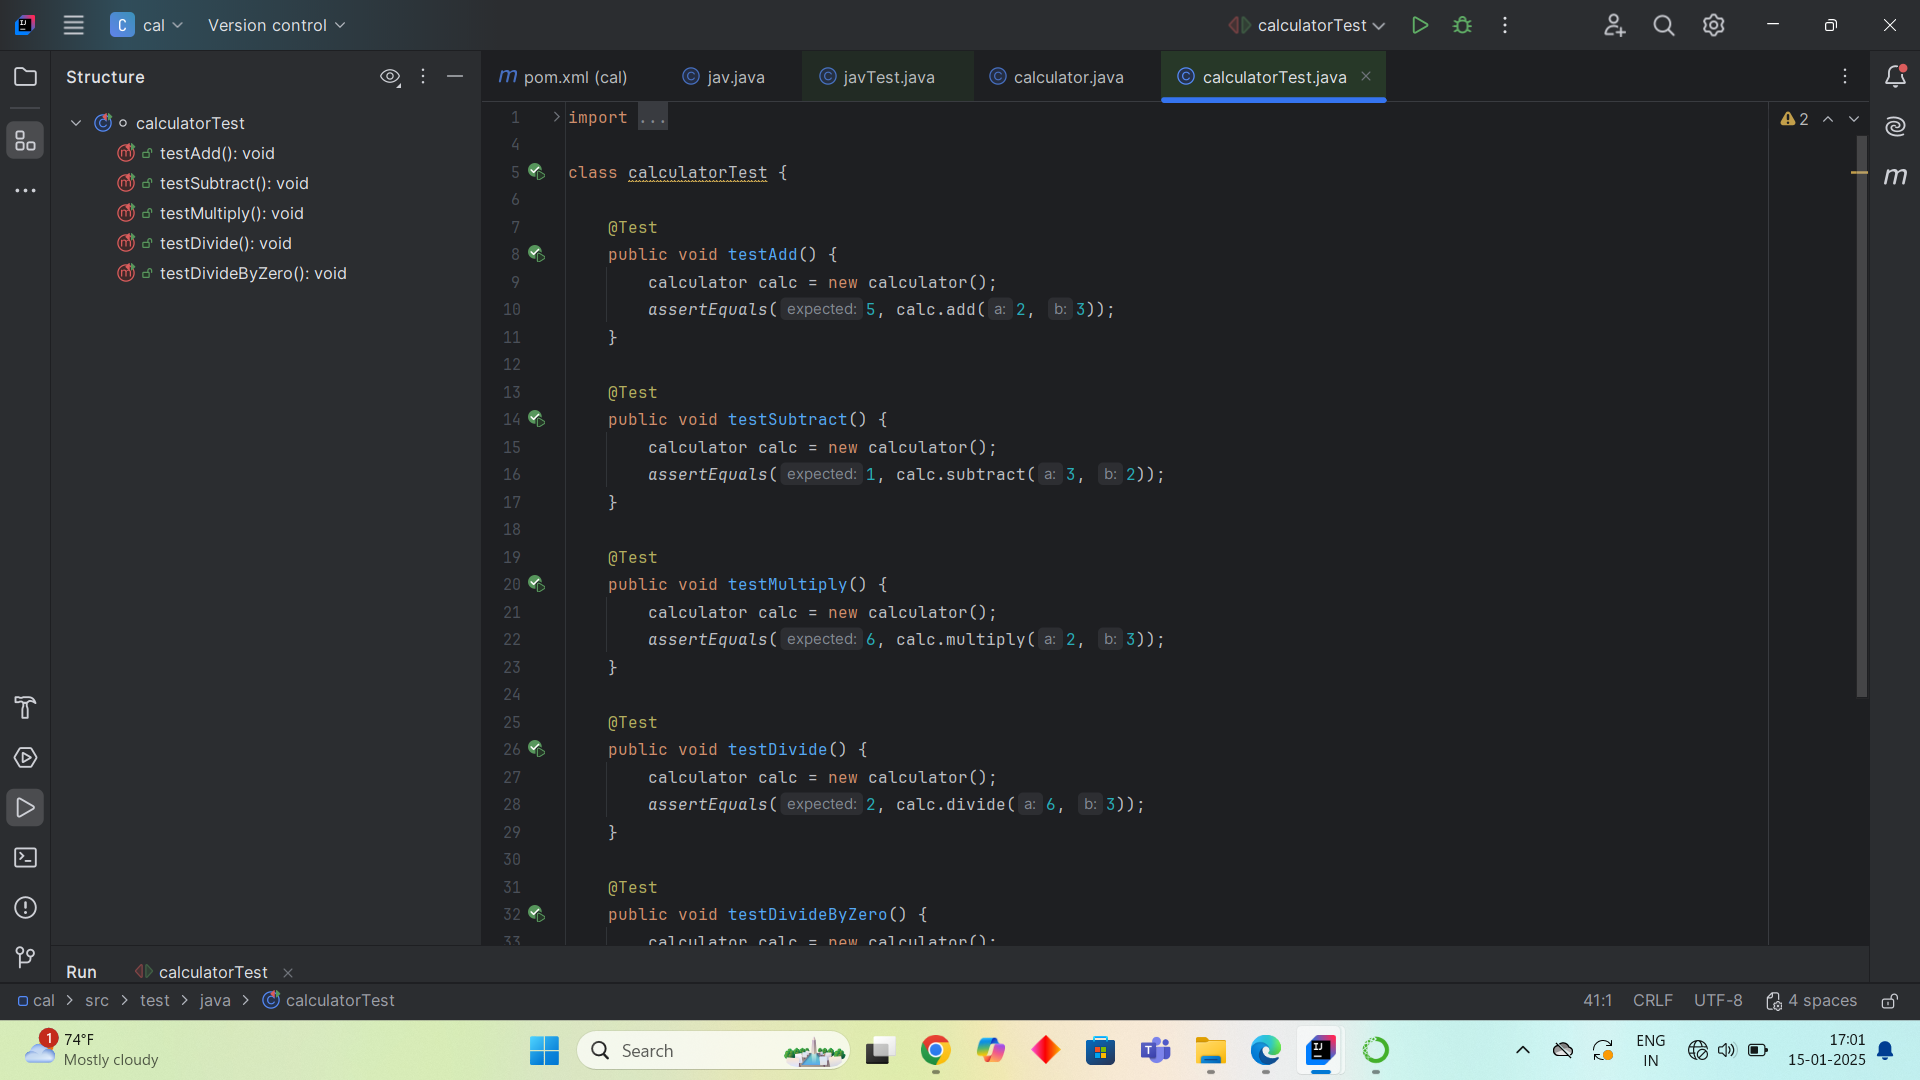 C cal Version control
calculatorTest
Structure
calculatorTest
testAdd(): void
testSubtract(): void
testMultiply(): void
testDivide(): void
testDivideByZero(): void
m pom.xml (cal) jav.java javTest.java calculator.java calculatorTest.java
1 import ...
4
5 class calculatorTest {
6
7 @Test
8 public void testAdd() {
9 calculator calc = new calculator();
10 assertEquals( expected: 5, calc.add( a: 2, b: 3));
11 }
12
13 @Test
14 public void testSubtract() {
15 calculator calc = new calculator();
16 assertEquals( expected: 1, calc.subtract( a: 3, b: 2));
17 }
18
19 @Test
20 public void testMultiply() {
21 calculator calc = new calculator();
22 assertEquals( expected: 6, calc.multiply( a: 2, b: 3));
23 }
24
25 @Test
26 public void testDivide() {
27 calculator calc = new calculator();
28 assertEquals( expected: 2, calc.divide( a: 6, b: 3));
29 }
30
31 @Test
32 public void testDivideByZero() {
33 calculator calc = new calculator();
2
m
Run calculatorTest
cal > src > test > java > calculatorTest
41:1 CRLF UTF-8 4 spaces
1 74°F
Mostly cloudy
Search
ENG
IN
17:01
15-01-2025